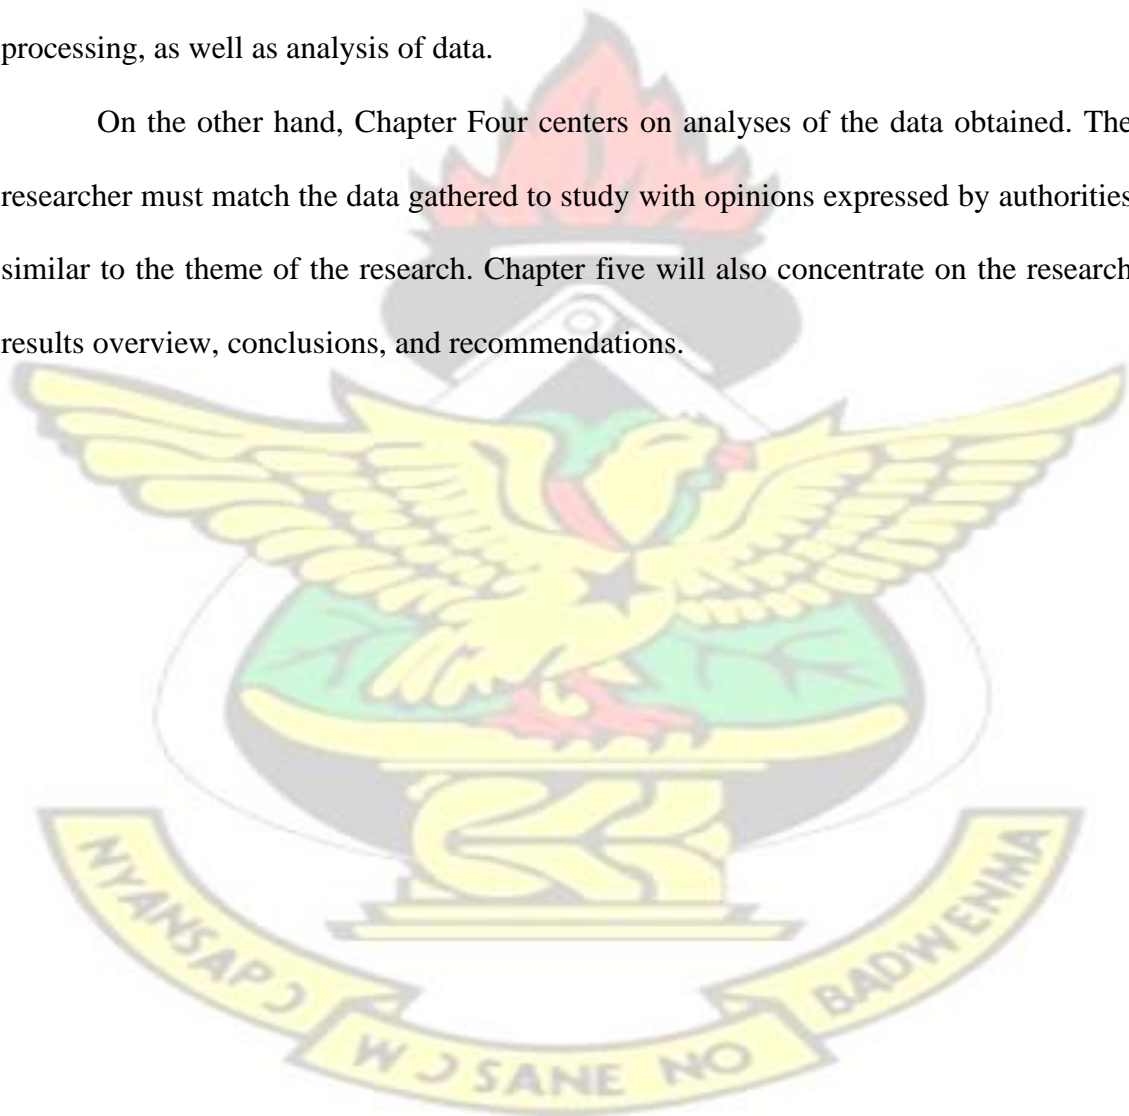 processing, as well as analysis of data.
On the other hand, Chapter Four centers on analyses of the data obtained. The
researcher must match the data gathered to study with opinions expressed by authorities
similar to the theme of the research. Chapter five will also concentrate on the research
results overview, conclusions, and recommendations.
NYANSAPƆ
WƆSANE NO
BADWENMA